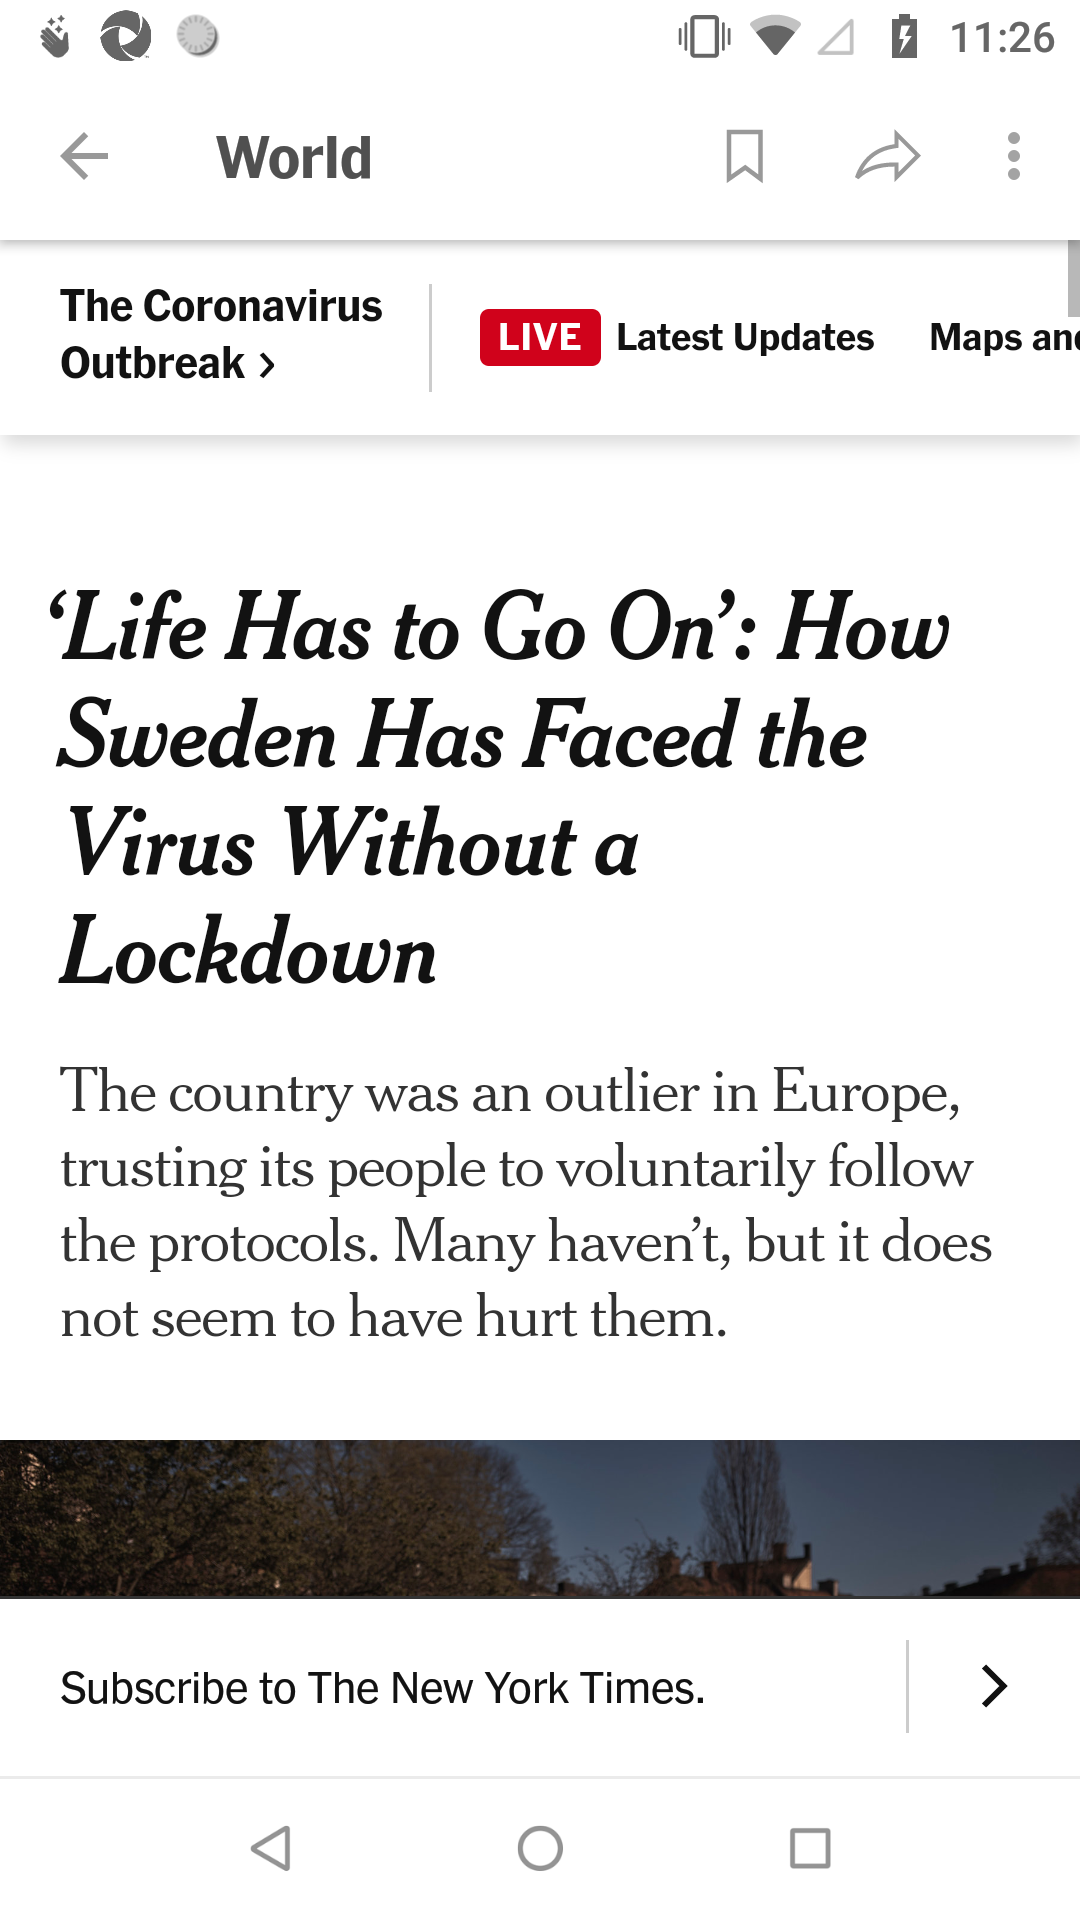 11:26
World
The Coronavirus
Outbreak >
LIVE Latest Updates Maps and
‘Life Has to Go On’: How
Sweden Has Faced the
Virus Without a
Lockdown
The country was an outlier in Europe,
trusting its people to voluntarily follow
the protocols. Many haven’t, but it does
not seem to have hurt them.
Subscribe to The New York Times.